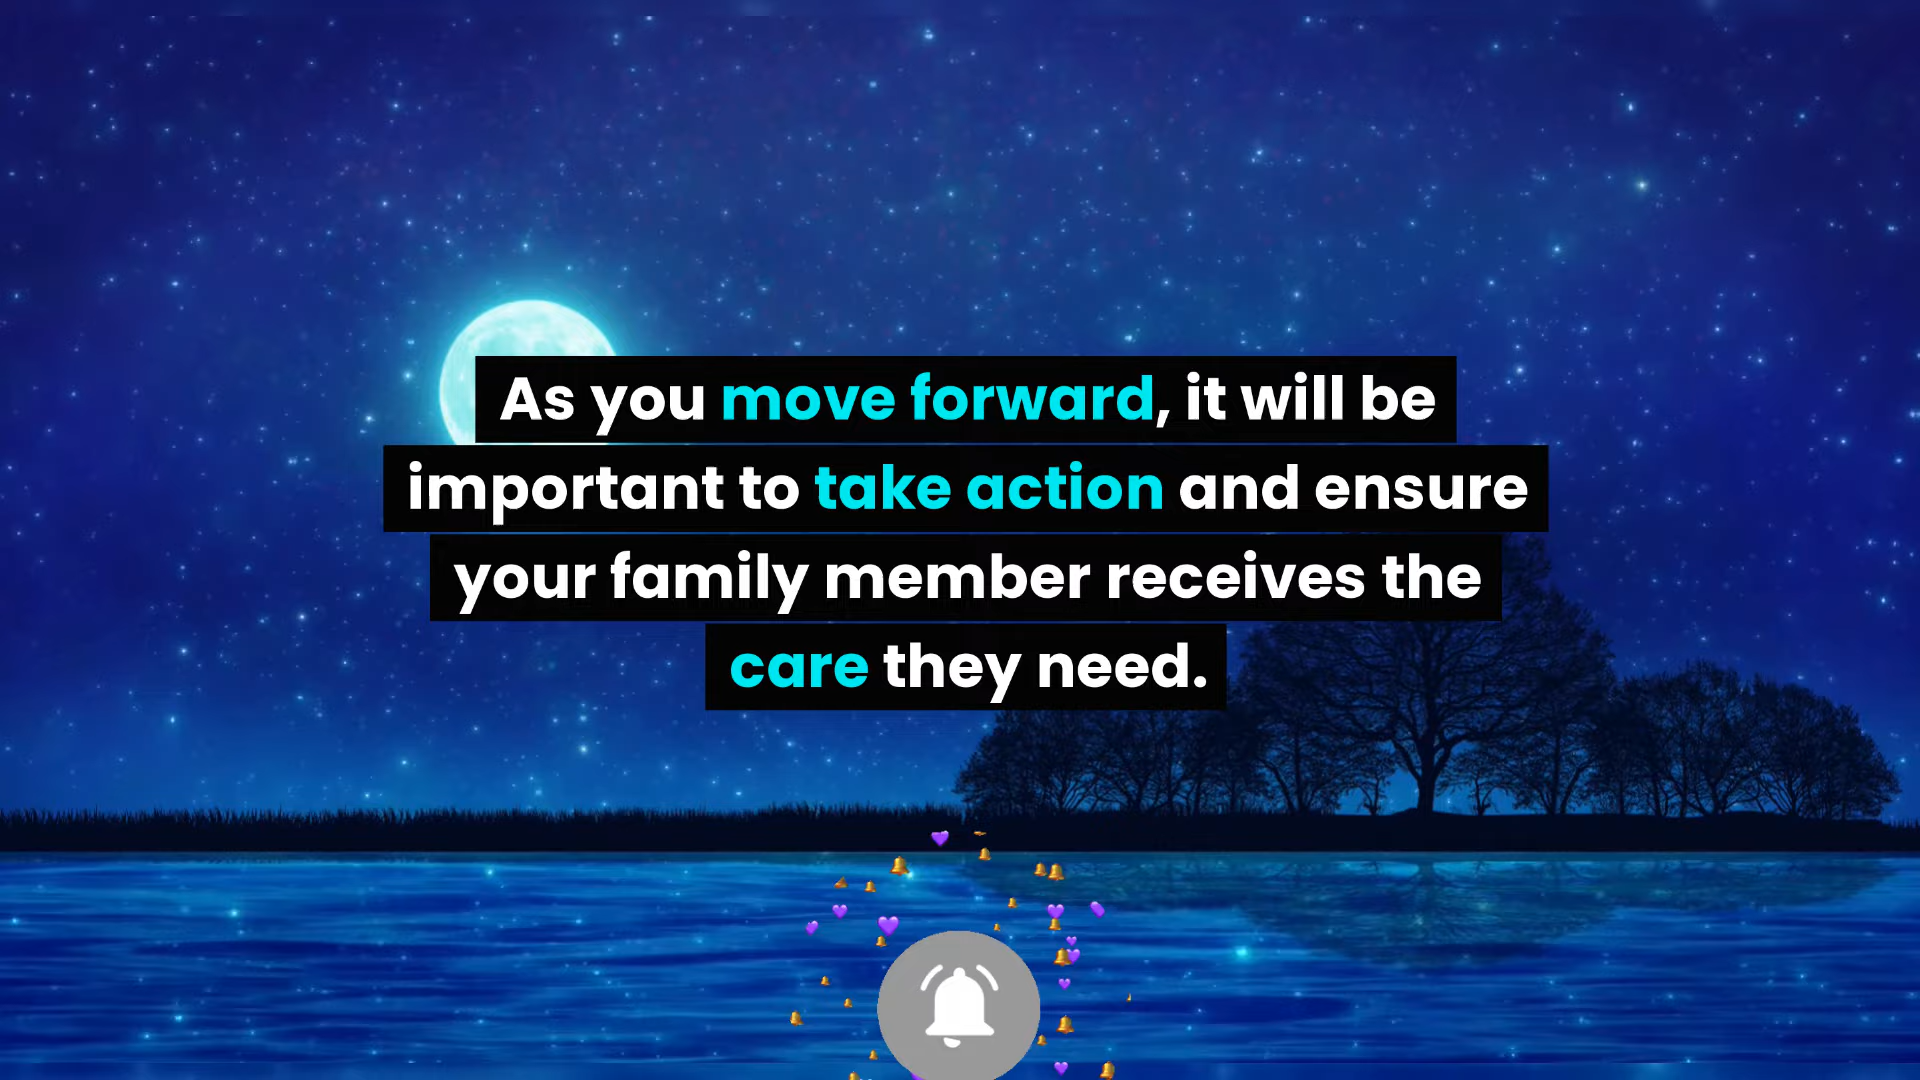 As you move forward, it will be
important to take action and ensure
your family member receives the
care they need.